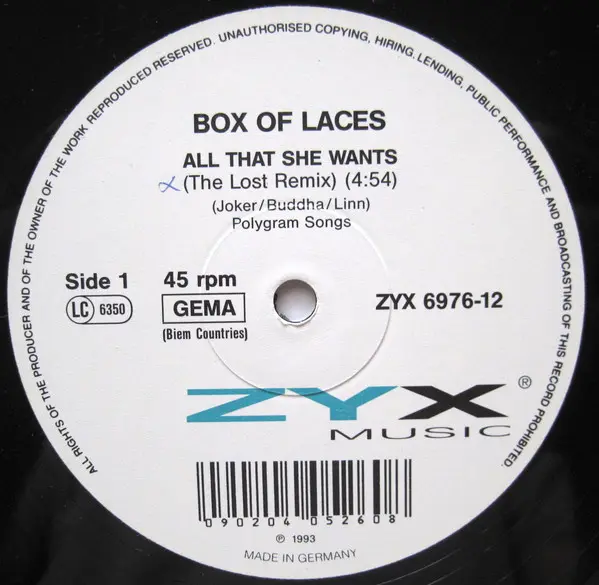 ALL RIGHTS OF THE PRODUCER AND OF THE OWNER OF THE WORK REPRODUCED RESERVED. UNAUTHORISED COPYING, HIRING, LENDING, PUBLIC PERFORMANCE AND BROADCASTING OF THIS RECORD PROHIBITED.
BOX OF LACES
ALL THAT SHE WANTS
(The Lost Remix) (4:54)
(Joker/Buddha/Linn)
Polygram Songs
Side 1
45 rpm
LC 6350
GEMA
(Biem Countries)
ZYX 6976-12
ZYX®
MUSIC
090204 052608
℗ 1993
MADE IN GERMANY